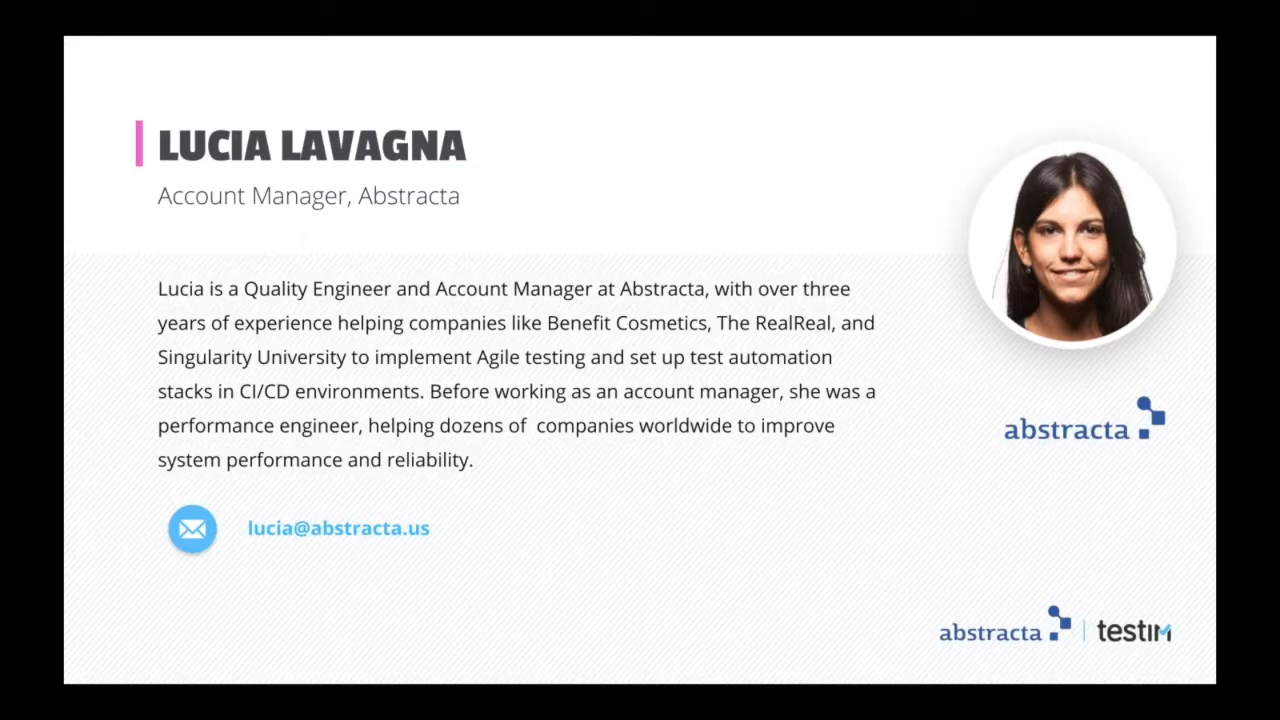 LUCIA LAVAGNA
Account Manager, Abstracta
Lucia is a Quality Engineer and Account Manager at Abstracta, with over three
years of experience helping companies like Benefit Cosmetics, The RealReal, and
Singularity University to implement Agile testing and set up test automation
stacks in CI/CD environments. Before working as an account manager, she was a
performance engineer, helping dozens of  companies worldwide to improve
system performance and reliability.
lucia@abstracta.us
abstracta
abstracta | testim